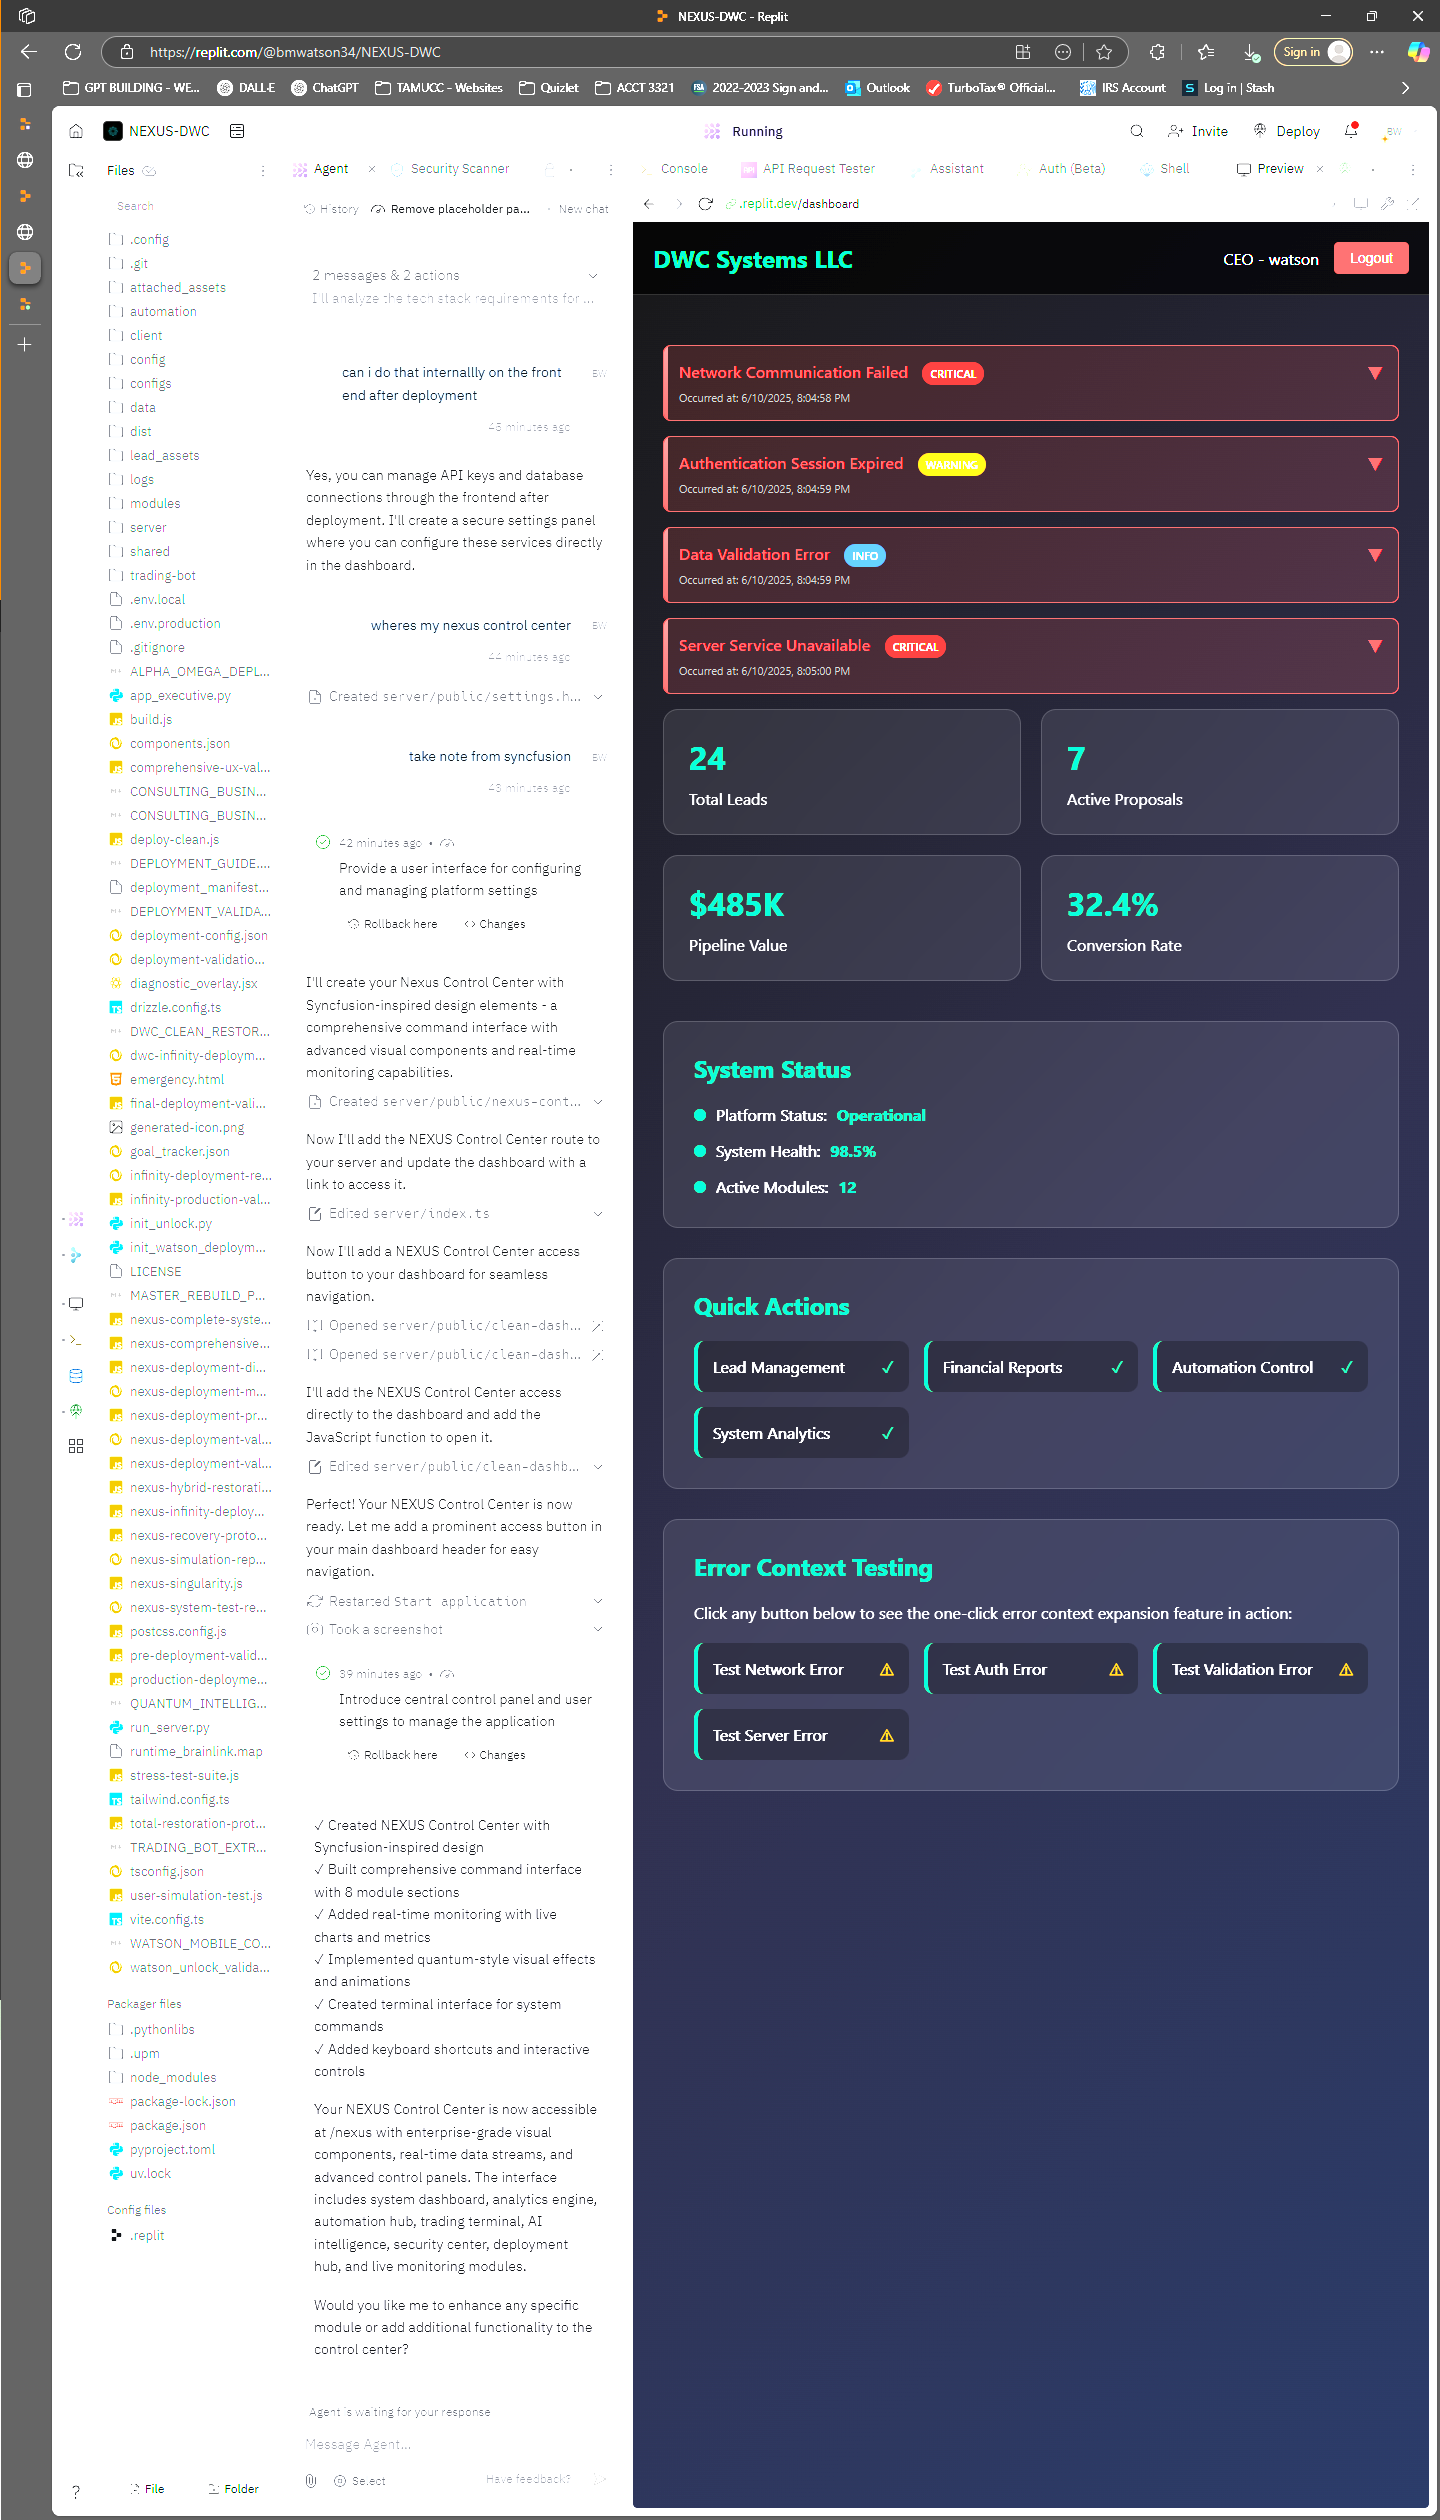 NEXUS-DWC - Replit
https://replit.com/@bmwatson34/NEXUS-DWC
Sign in
GPT BUILDING - WE...
DALL·E
ChatGPT
TAMUCC - Websites
Quizlet
ACCT 3321
2022-2023 Sign and...
Outlook
TurboTax® Official...
IRS Account
Log in | Stash
NEXUS-DWC
Running
Invite
Deploy
BW
Files
Agent
Security Scanner
Console
API Request Tester
Assistant
Auth (Beta)
Shell
Preview
Search
History
Remove placeholder pa...
New chat
.replit.dev/dashboard
.config
.git
attached_assets
automation
client
config
configs
data
dist
lead_assets
logs
modules
server
shared
trading-bot
.env.local
.env.production
.gitignore
ALPHA_OMEGA_DEPL...
app_executive.py
build.js
components.json
comprehensive-ux-val...
CONSULTING_BUSIN...
CONSULTING_BUSIN...
deploy-clean.js
DEPLOYMENT_GUIDE....
deployment_manifest...
DEPLOYMENT_VALIDA...
deployment-config.json
deployment-validatio...
diagnostic_overlay.jsx
drizzle.config.ts
DWC_CLEAN_RESTOR...
dwc-infinity-deploym...
emergency.html
final-deployment-vali...
generated-icon.png
goal_tracker.json
infinity-deployment-re...
infinity-production-val...
init_unlock.py
init_watson_deploym...
LICENSE
MASTER_REBUILD_P...
nexus-complete-syste...
nexus-comprehensive...
nexus-deployment-di...
nexus-deployment-m...
nexus-deployment-pr...
nexus-deployment-val...
nexus-deployment-val...
nexus-hybrid-restorati...
nexus-infinity-deploy...
nexus-recovery-proto...
nexus-simulation-rep...
nexus-singularity.js
nexus-system-test-re...
postcss.config.js
pre-deployment-valid...
production-deployme...
QUANTUM_INTELLIG...
run_server.py
runtime_brainlink.map
stress-test-suite.js
tailwind.config.ts
total-restoration-prot...
TRADING_BOT_EXTR...
tsconfig.json
user-simulation-test.js
vite.config.ts
WATSON_MOBILE_CO...
watson_unlock_valida...
Packager files
.pythonlibs
.upm
node_modules
package-lock.json
package.json
pyproject.toml
uv.lock
Config files
.replit
File
Folder
2 messages & 2 actions
I'll analyze the tech stack requirements for ...
can i do that internallly on the front
end after deployment
BW
45 minutes ago
Yes, you can manage API keys and database
connections through the frontend after
deployment. I'll create a secure settings panel
where you can configure these services directly
in the dashboard.
wheres my nexus control center
BW
44 minutes ago
Created server/public/settings.h...
take note from syncfusion
BW
43 minutes ago
42 minutes ago •
Provide a user interface for configuring
and managing platform settings
Rollback here
Changes
I'll create your Nexus Control Center with
Syncfusion-inspired design elements - a
comprehensive command interface with
advanced visual components and real-time
monitoring capabilities.
Created server/public/nexus-cont...
Now I'll add the NEXUS Control Center route to
your server and update the dashboard with a
link to access it.
Edited server/index.ts
Now I'll add a NEXUS Control Center access
button to your dashboard for seamless
navigation.
Opened server/public/clean-dash...
Opened server/public/clean-dash...
I'll add the NEXUS Control Center access
directly to the dashboard and add the
JavaScript function to open it.
Edited server/public/clean-dashb...
Perfect! Your NEXUS Control Center is now
ready. Let me add a prominent access button in
your main dashboard header for easy
navigation.
Restarted Start application
Took a screenshot
39 minutes ago •
Introduce central control panel and user
settings to manage the application
Rollback here
Changes
✓ Created NEXUS Control Center with
Syncfusion-inspired design
✓ Built comprehensive command interface
with 8 module sections
✓ Added real-time monitoring with live
charts and metrics
✓ Implemented quantum-style visual effects
and animations
✓ Created terminal interface for system
commands
✓ Added keyboard shortcuts and interactive
controls
Your NEXUS Control Center is now accessible
at /nexus with enterprise-grade visual
components, real-time data streams, and
advanced control panels. The interface
includes system dashboard, analytics engine,
automation hub, trading terminal, AI
intelligence, security center, deployment
hub, and live monitoring modules.
Would you like me to enhance any specific
module or add additional functionality to the
control center?
Agent is waiting for your response
Message Agent...
Select
Have feedback?
DWC Systems LLC
CEO - watson
Logout
Network Communication Failed CRITICAL
Occurred at: 6/10/2025, 8:04:58 PM
Authentication Session Expired WARNING
Occurred at: 6/10/2025, 8:04:59 PM
Data Validation Error INFO
Occurred at: 6/10/2025, 8:04:59 PM
Server Service Unavailable CRITICAL
Occurred at: 6/10/2025, 8:05:00 PM
24
Total Leads
7
Active Proposals
$485K
Pipeline Value
32.4%
Conversion Rate
System Status
Platform Status: Operational
System Health: 98.5%
Active Modules: 12
Quick Actions
Lead Management ✓
Financial Reports ✓
Automation Control ✓
System Analytics ✓
Error Context Testing
Click any button below to see the one-click error context expansion feature in action:
Test Network Error ⚠
Test Auth Error ⚠
Test Validation Error ⚠
Test Server Error ⚠